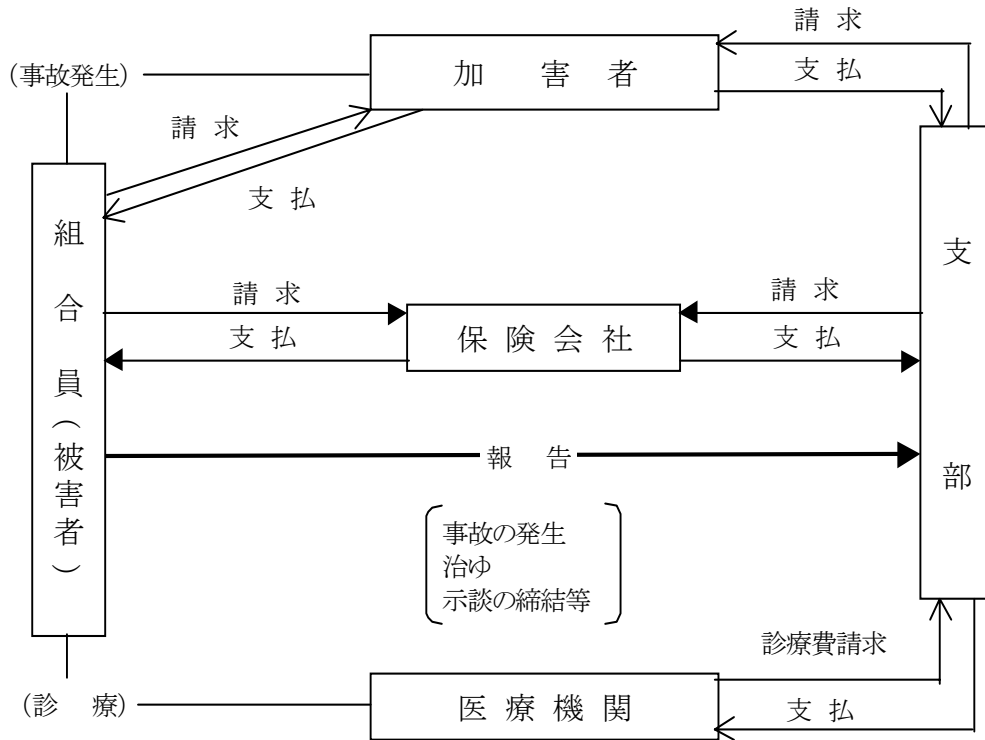 請 求
加 害 者
(事故発生)
支 払
請 求
支 払
組合員(被害者)
支部
請 求
請 求
保 険 会 社
支 払
支 払
報 告
事故の発生
治ゆ
示談の締結等
診療費請求
(診 療)
医 療 機 関
支 払